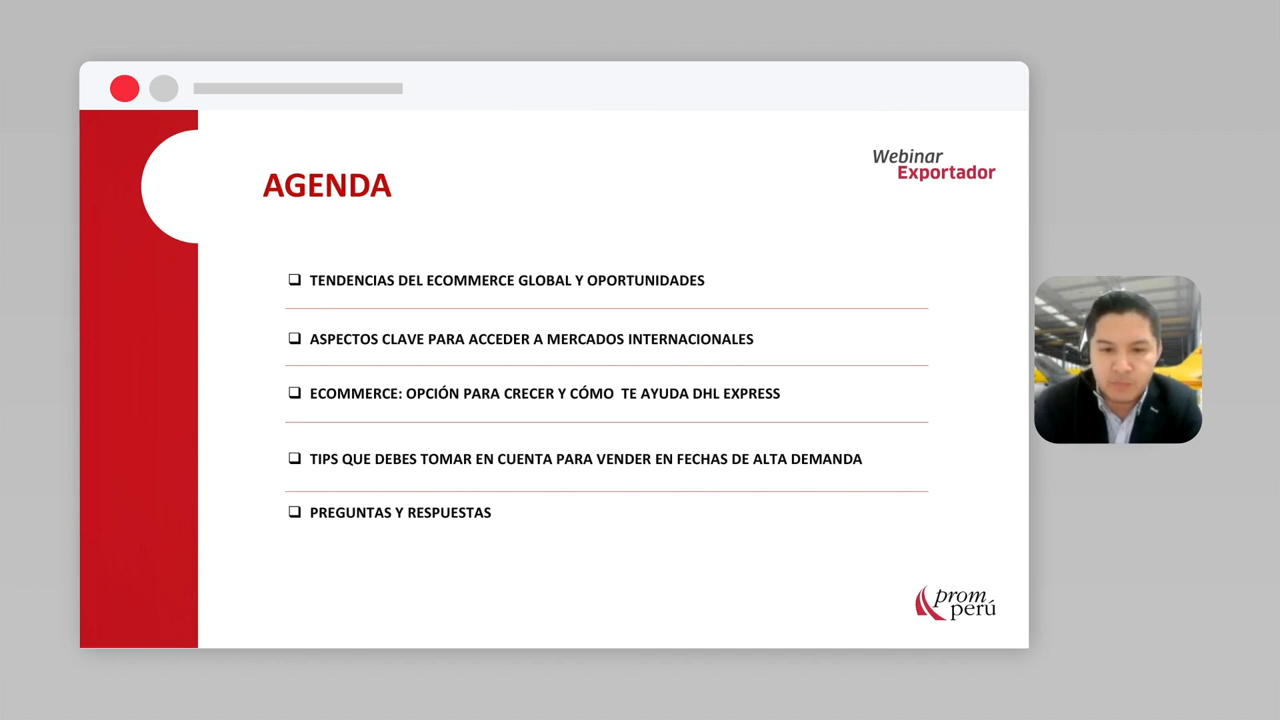 Webinar
Exportador
AGENDA
❑ TENDENCIAS DEL ECOMMERCE GLOBAL Y OPORTUNIDADES
❑ ASPECTOS CLAVE PARA ACCEDER A MERCADOS INTERNACIONALES
❑ ECOMMERCE: OPCIÓN PARA CRECER Y CÓMO TE AYUDA DHL EXPRESS
❑ TIPS QUE DEBES TOMAR EN CUENTA PARA VENDER EN FECHAS DE ALTA DEMANDA
❑ PREGUNTAS Y RESPUESTAS
prom
perú